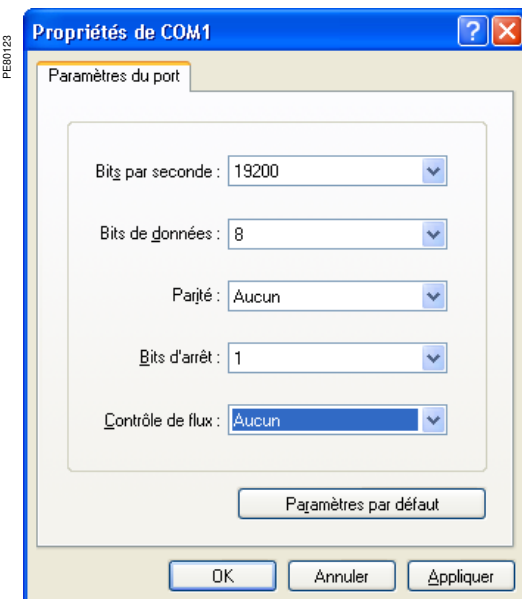 PE80123
Propriétés de COM1
Paramètres du port
Bits par seconde : 19200
Bits de données : 8
Parité : Aucun
Bits d'arrêt : 1
Contrôle de flux : Aucun
Paramètres par défaut
OK Annuler Appliquer